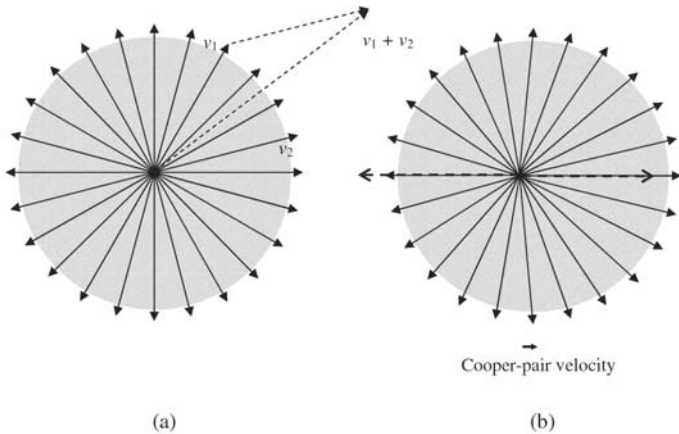 v₁
v₁ + v₂
v₂
Cooper-pair velocity
(a)
(b)